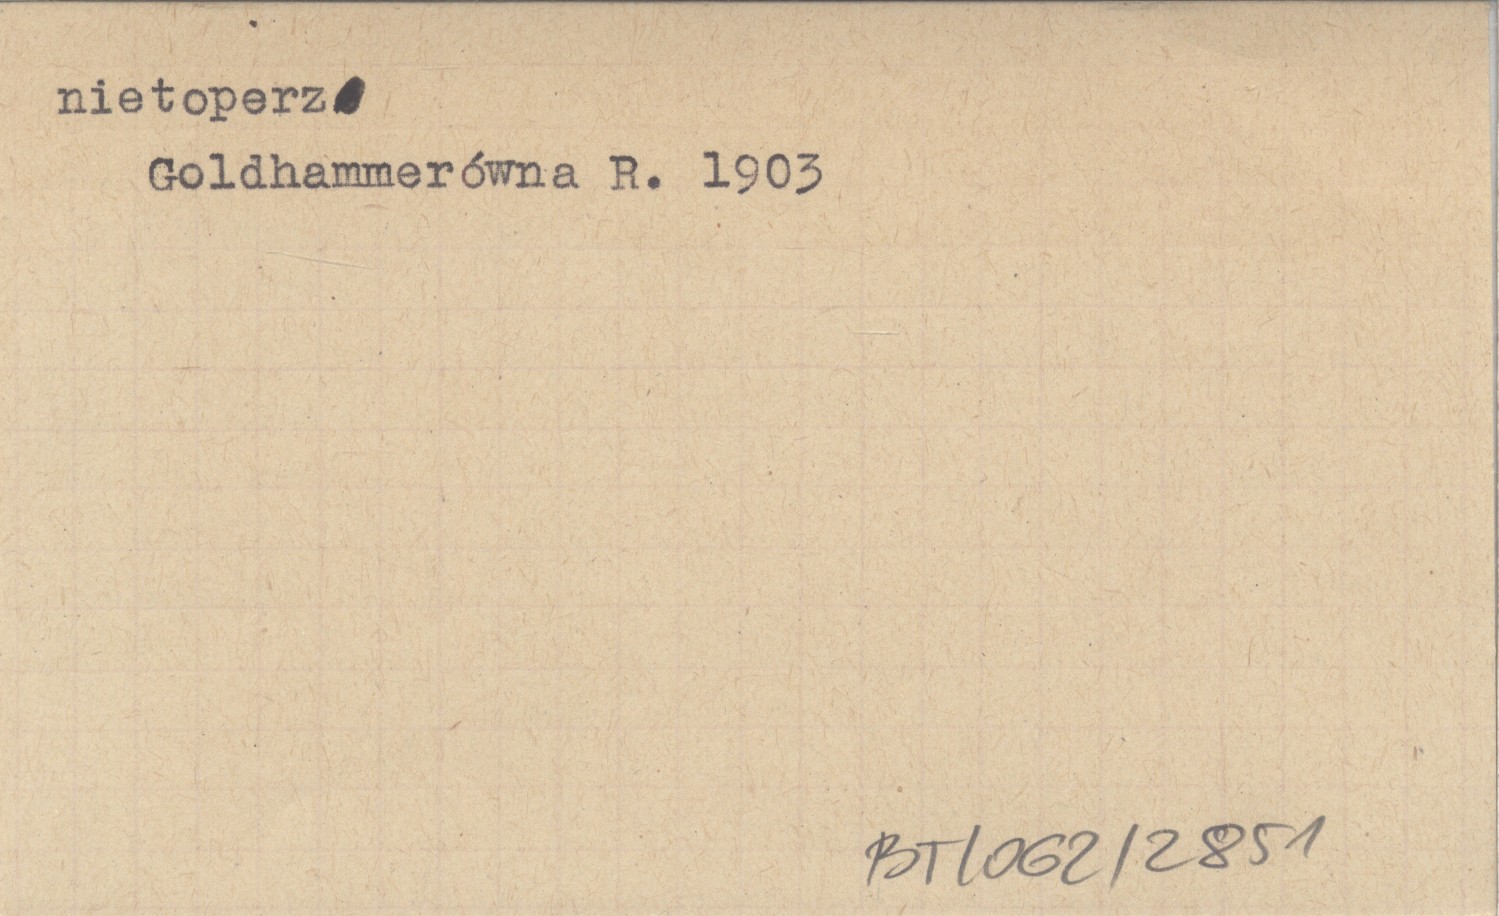 nietoperz
Goldhammerówna R. 1903
BT/062/2851